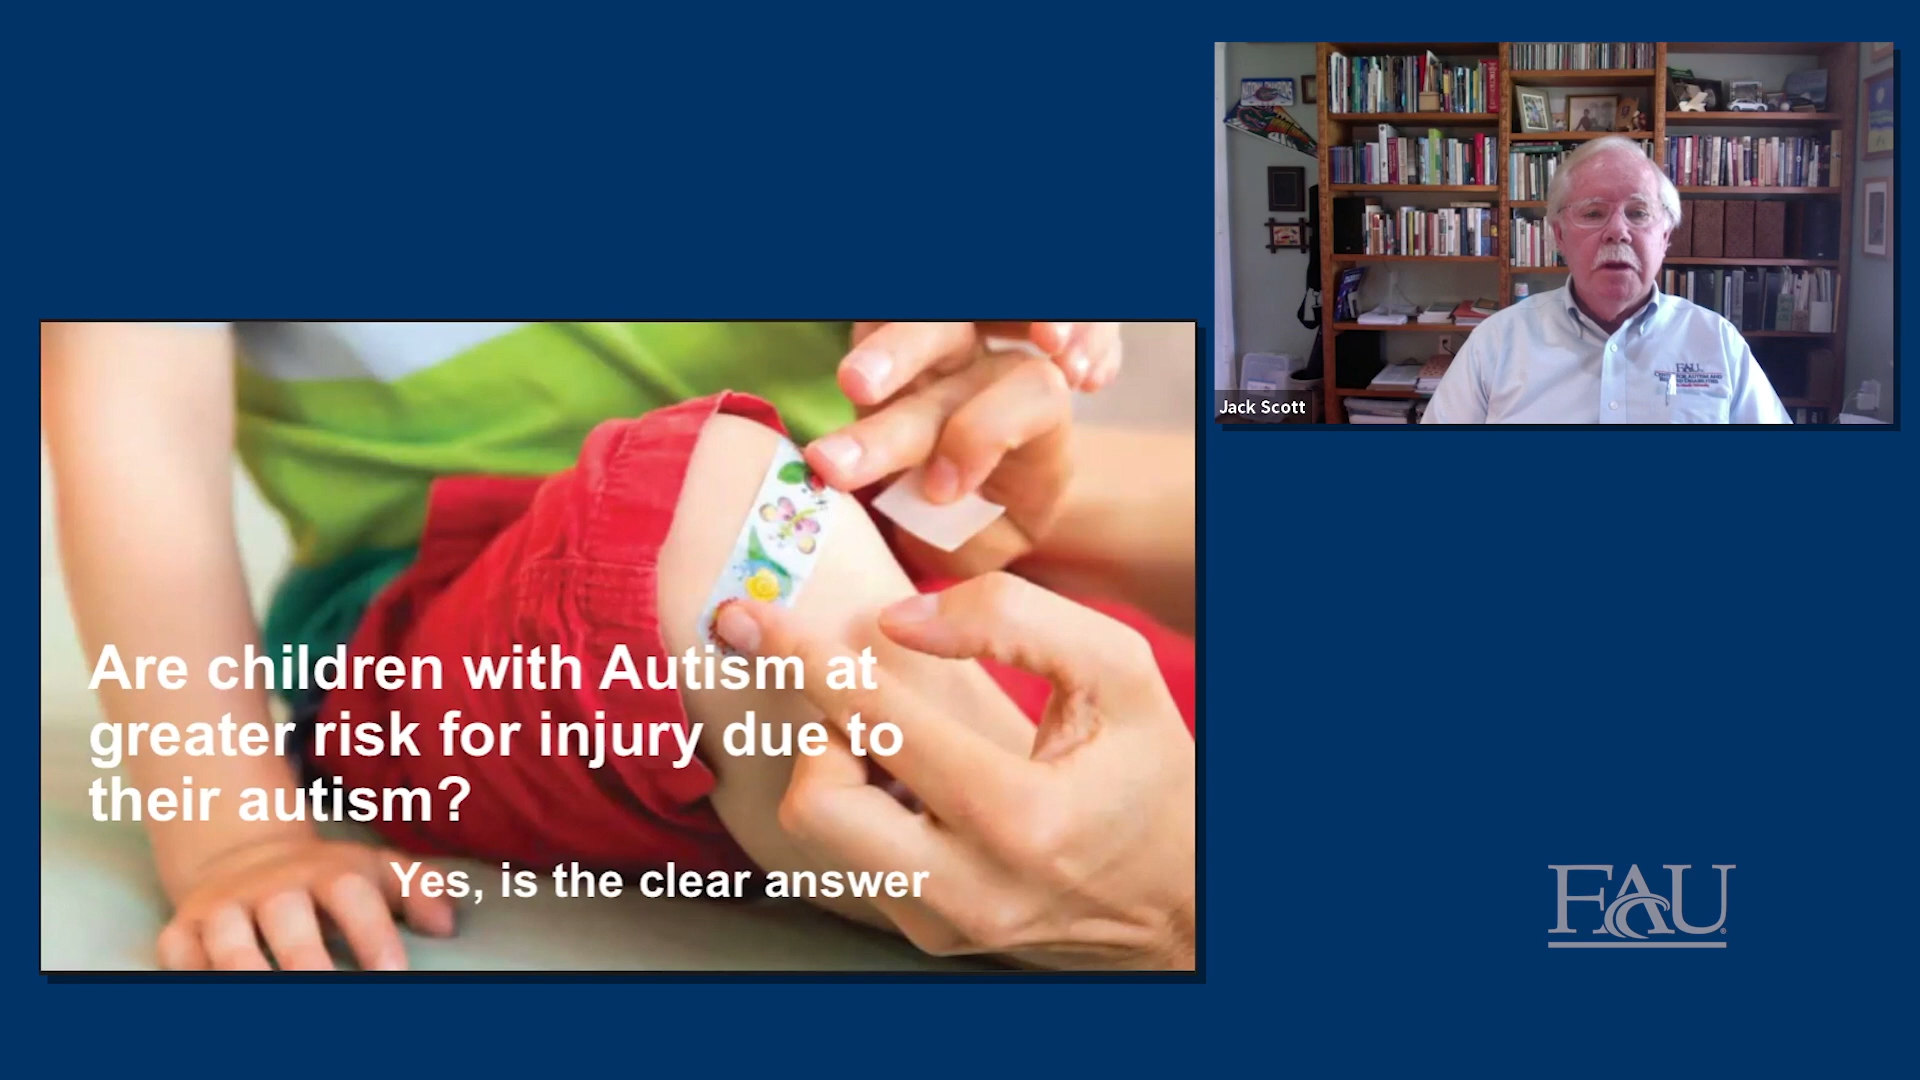 Are children with Autism at
greater risk for injury due to
their autism?
Yes, is the clear answer
Jack Scott
FAU
FAU